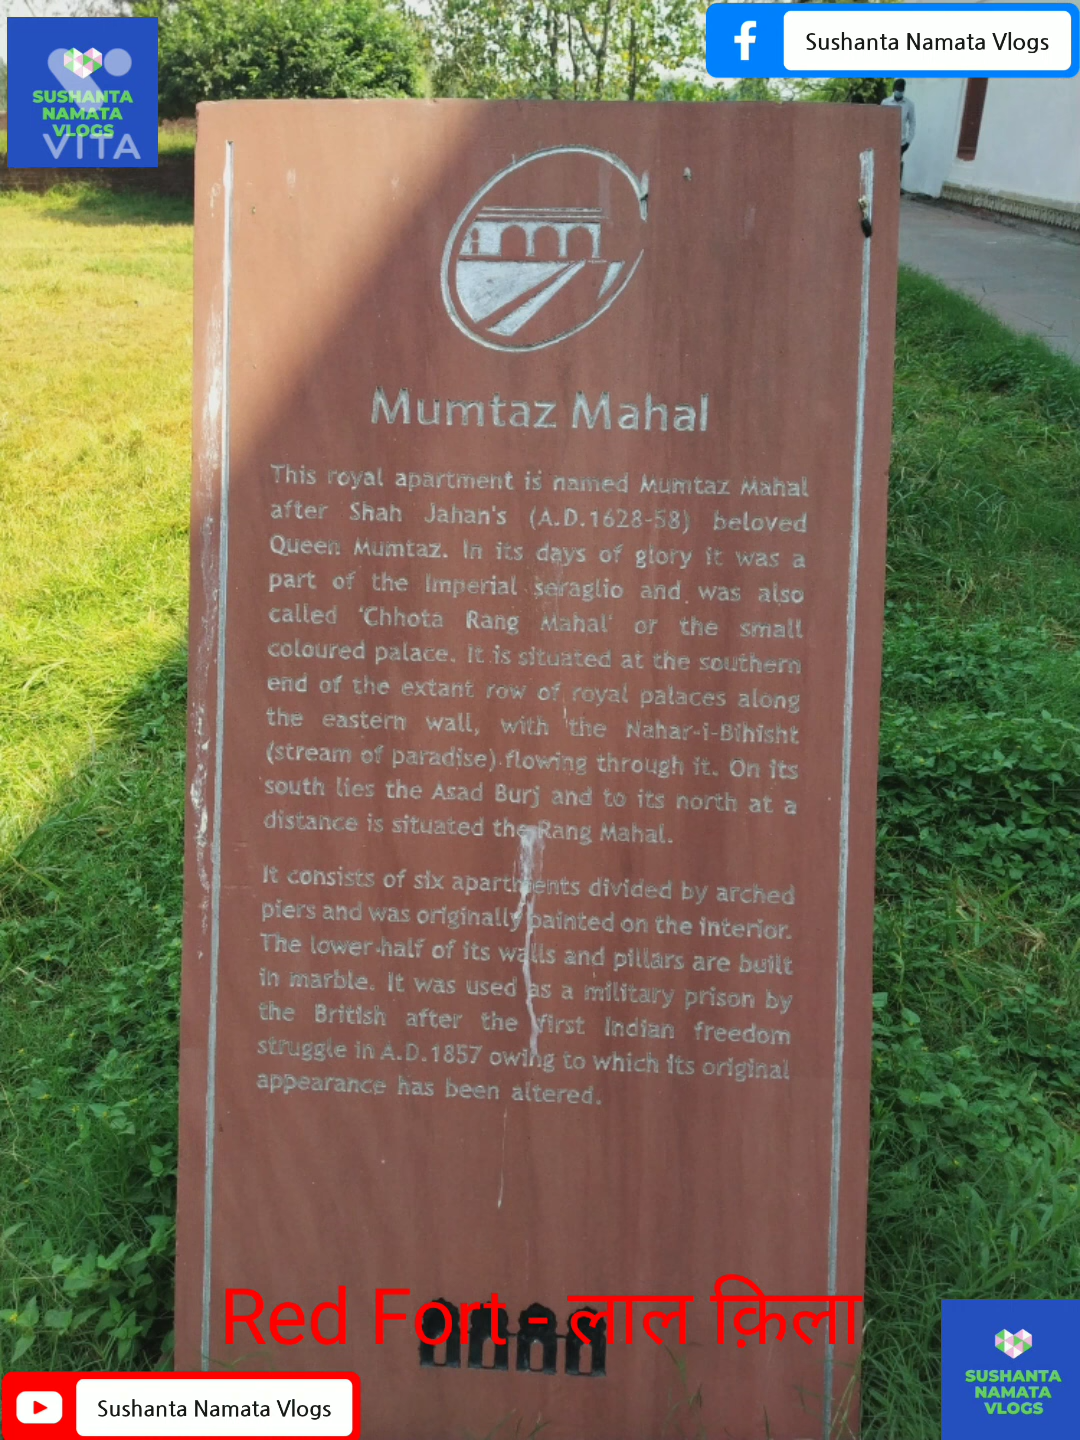 SUSHANTA
NAMATA
VLOGS
VITA
Sushanta Namata Vlogs
Mumtaz Mahal
This royal apartment is named Mumtaz Mahal
after Shah Jahan's (A.D.1628-58) beloved
Queen Mumtaz. In its days of glory it was a
part of the Imperial seraglio and was also
called 'Chhota Rang Mahal' or the small
coloured palace. It is situated at the southern
end of the extant row of royal palaces along
the eastern wall, with the Nahar-i-Bihisht
(stream of paradise) flowing through it. On its
south lies the Asad Burj and to its north at a
distance is situated the Rang Mahal.
It consists of six apartments divided by arched
piers and was originally painted on the interior.
The lower half of its walls and pillars are built
in marble. It was used as a military prison by
the British after the first Indian freedom
struggle in A.D.1857 owing to which its original
appearance has been altered.
Red Fort - लाल क़िला
Sushanta Namata Vlogs
SUSHANTA
NAMATA
VLOGS